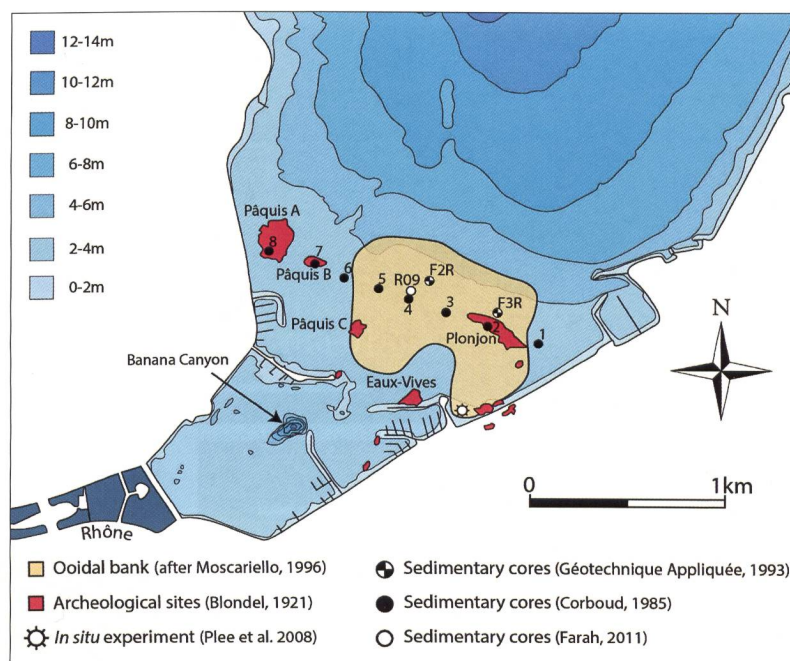 12-14m
10-12m
8-10m
6-8m
4-6m
2-4m
0-2m
Pâquis A
8
7
Pâquis B
6
5
R09
F2R
4
3
F3R
2
Plonjon
1
Pâquis C
N
Banana Canyon
Eaux-Vives
0 1km
Rhône
Ooidal bank (after Moscariello, 1996)
Archeological sites (Blondel, 1921)
In situ experiment (Plee et al. 2008)
Sedimentary cores (Géotechnique Appliquée, 1993)
Sedimentary cores (Corboud, 1985)
Sedimentary cores (Farah, 2011)